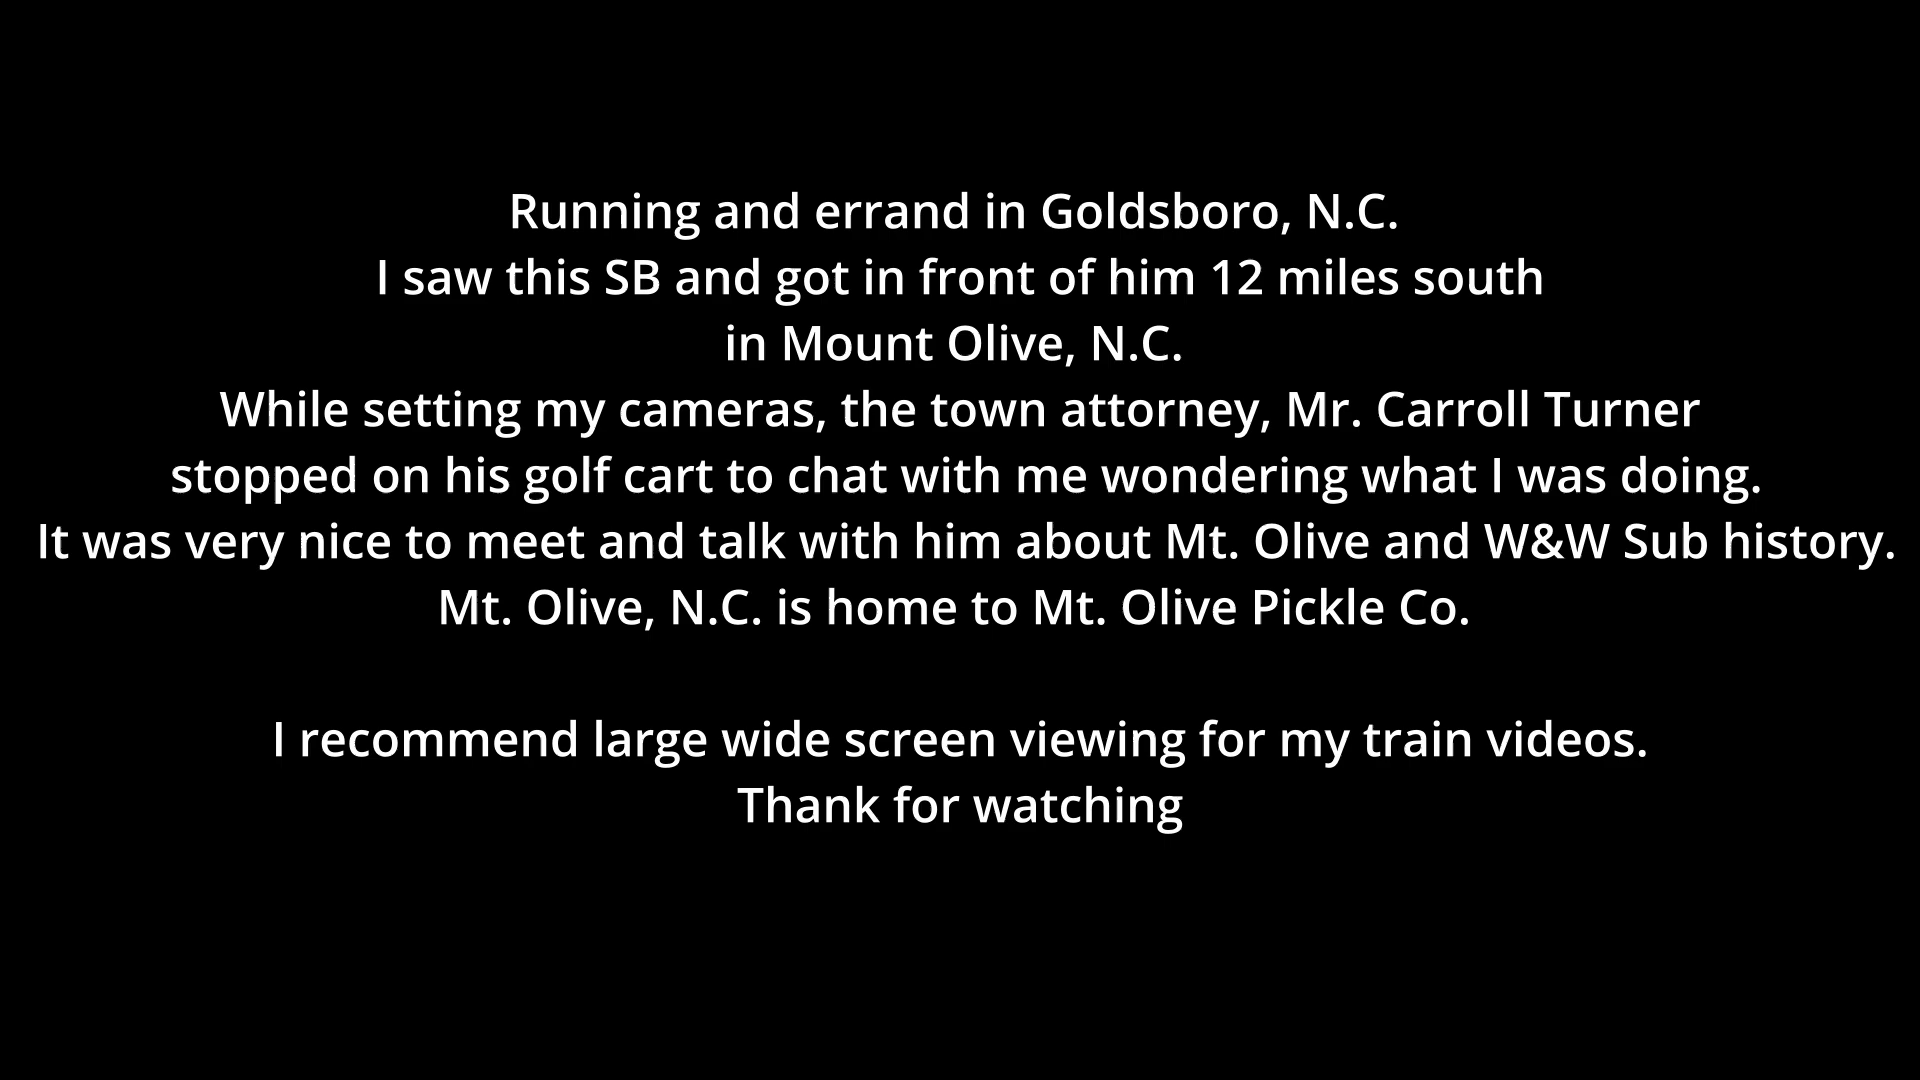 Running and errand in Goldsboro, N.C.
I saw this SB and got in front of him 12 miles south
in Mount Olive, N.C.
While setting my cameras, the town attorney, Mr. Carroll Turner
stopped on his golf cart to chat with me wondering what I was doing.
It was very nice to meet and talk with him about Mt. Olive and W&W Sub history.
Mt. Olive, N.C. is home to Mt. Olive Pickle Co.
I recommend large wide screen viewing for my train videos.
Thank for watching